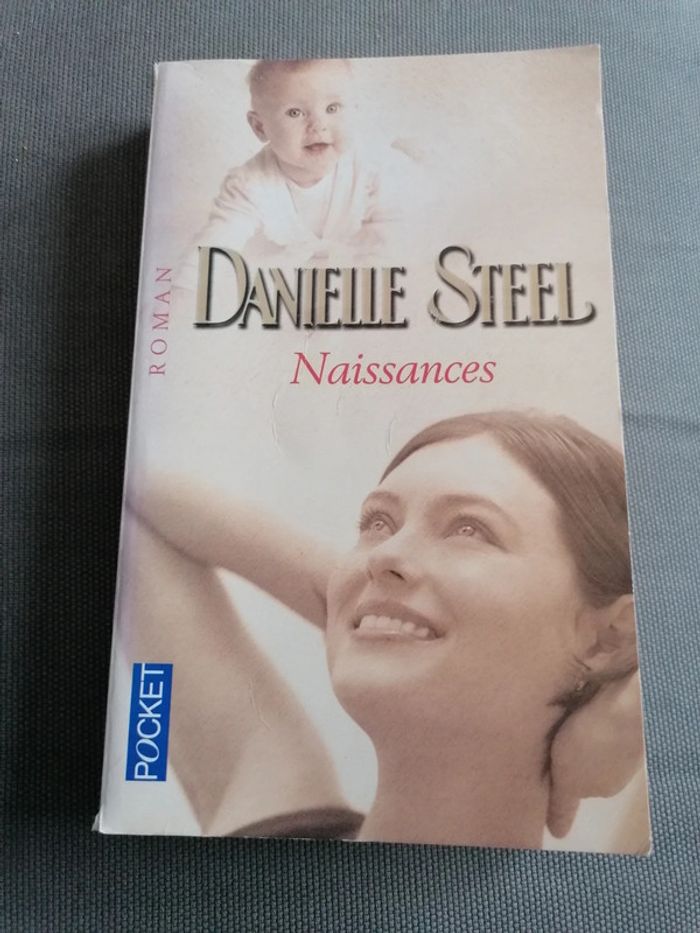 ROMAN
DANIELLE STEEL
Naissances
POCKET